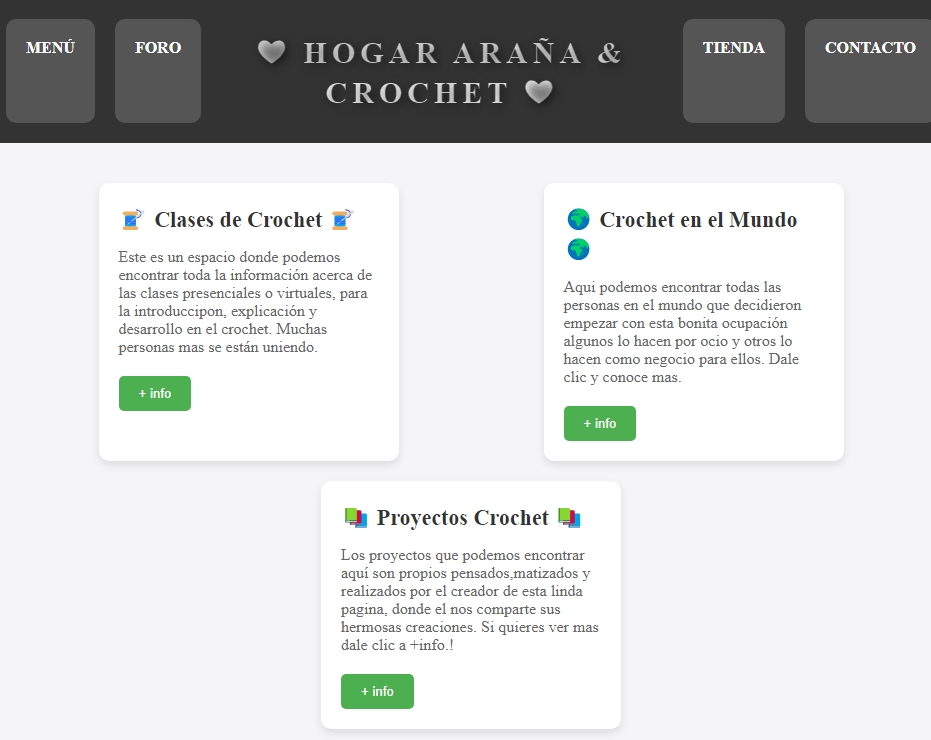 MENÚ
FORO
🖤 HOGAR ARAÑA &
CROCHET 🖤
TIENDA
CONTACTO
🧵 Clases de Crochet 🧵
Este es un espacio donde podemos
encontrar toda la información acerca de
las clases presenciales o virtuales, para
la introduccipon, explicación y
desarrollo en el crochet. Muchas
personas mas se están uniendo.
+ info
🌍 Crochet en el Mundo
🌍
Aquí podemos encontrar todas las
personas en el mundo que decidieron
empezar con esta bonita ocupación
algunos lo hacen por ocio y otros lo
hacen como negocio para ellos. Dale
clic y conoce mas.
+ info
📚 Proyectos Crochet 📚
Los proyectos que podemos encontrar
aquí son propios pensados,matizados y
realizados por el creador de esta linda
pagina, donde el nos comparte sus
hermosas creaciones. Si quieres ver mas
dale clic a +info.!
+ info